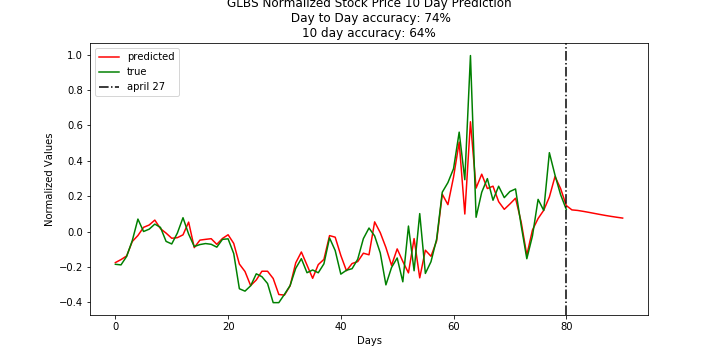 GLBS Normalized Stock Price 10 Day Prediction
Day to Day accuracy: 74%
10 day accuracy: 64%
predicted
true
april 27
Normalized Values
1.0
0.8
0.6
0.4
0.2
0.0
−0.2
−0.4
0 20 40 60 80
Days